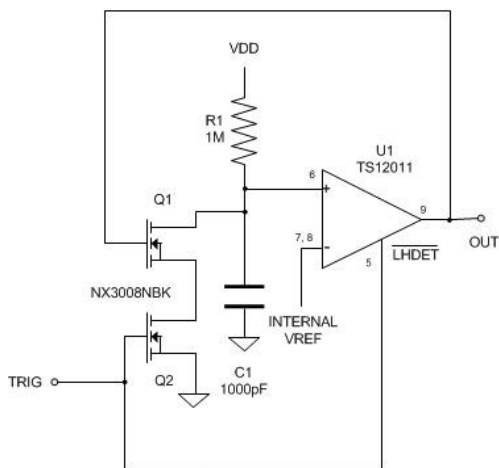 VDD
R1
1M
U1
TS12011
Q1
6
+
9
7, 8
-
OUT
LHDET
5
NX3008NBK
INTERNAL
VREF
TRIG
Q2
C1
1000pF